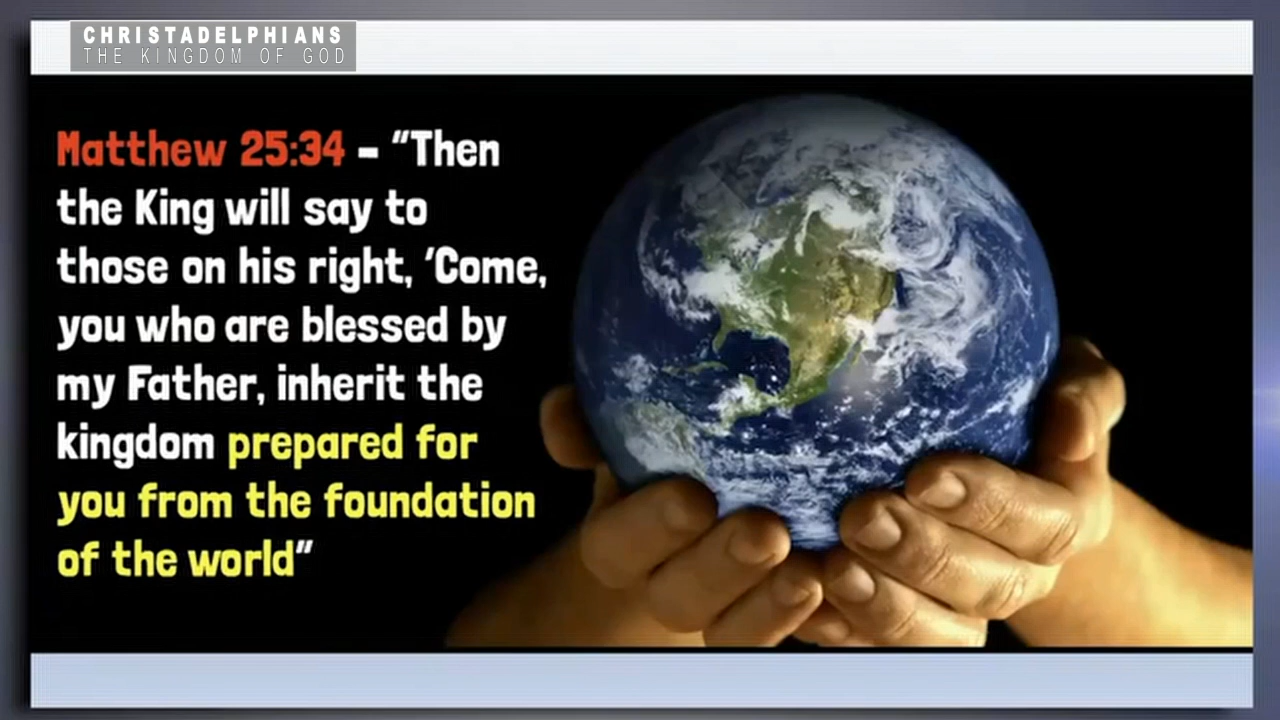 CHRISTADELPHIANS
THE KINGDOM OF GOD
Matthew 25:34 – “Then
the King will say to
those on his right, ‘Come,
you who are blessed by
my Father, inherit the
kingdom prepared for
you from the foundation
of the world”